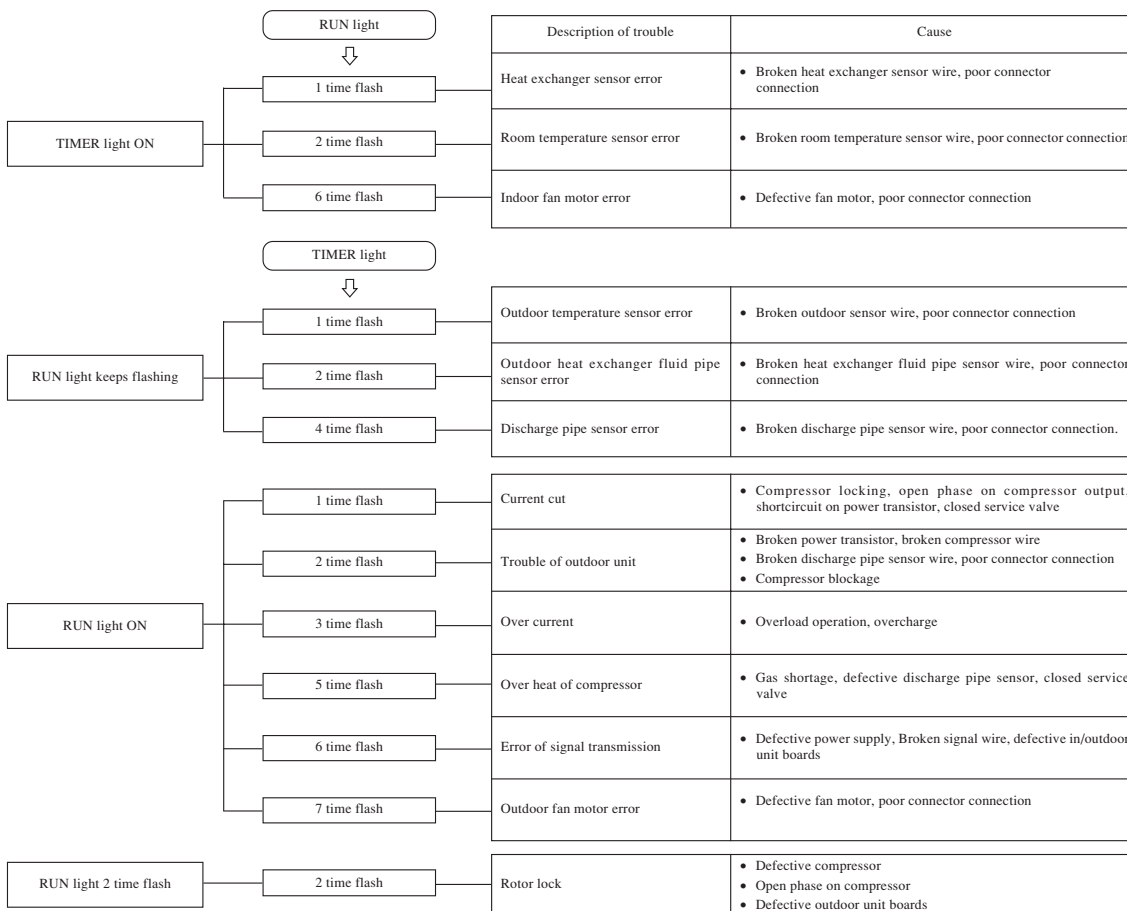 RUN light
Description of trouble
Cause
TIMER light ON
1 time flash
Heat exchanger sensor error
• Broken heat exchanger sensor wire, poor connector
connection
2 time flash
Room temperature sensor error
• Broken room temperature sensor wire, poor connector connection
6 time flash
Indoor fan motor error
• Defective fan motor, poor connector connection
TIMER light
RUN light keeps flashing
1 time flash
Outdoor temperature sensor error
• Broken outdoor sensor wire, poor connector connection
2 time flash
Outdoor heat exchanger fluid pipe
sensor error
• Broken heat exchanger fluid pipe sensor wire, poor connector
connection
4 time flash
Discharge pipe sensor error
• Broken discharge pipe sensor wire, poor connector connection.
RUN light ON
1 time flash
Current cut
• Compressor locking, open phase on compressor output,
shortcircuit on power transistor, closed service valve
2 time flash
Trouble of outdoor unit
• Broken power transistor, broken compressor wire
• Broken discharge pipe sensor wire, poor connector connection
• Compressor blockage
3 time flash
Over current
• Overload operation, overcharge
5 time flash
Over heat of compressor
• Gas shortage, defective discharge pipe sensor, closed service
valve
6 time flash
Error of signal transmission
• Defective power supply, Broken signal wire, defective in/outdoor
unit boards
7 time flash
Outdoor fan motor error
• Defective fan motor, poor connector connection
RUN light 2 time flash
2 time flash
Rotor lock
• Defective compressor
• Open phase on compressor
• Defective outdoor unit boards